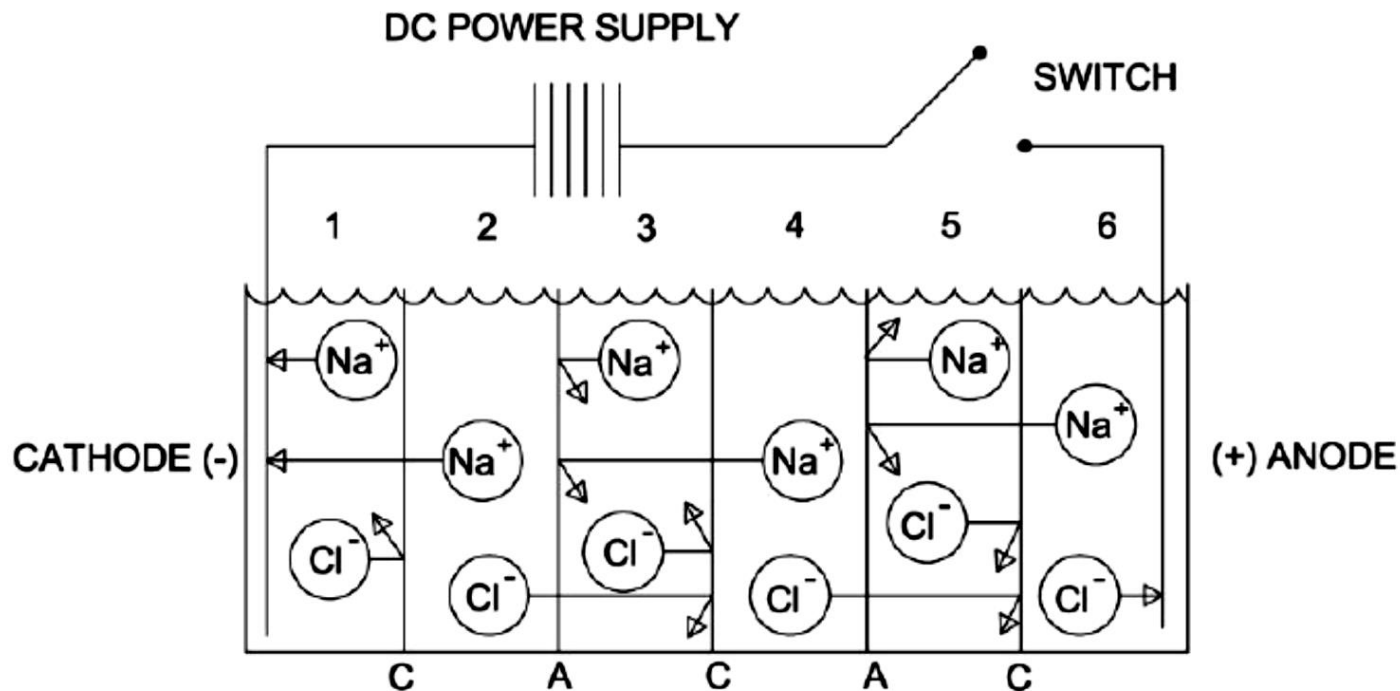 DC POWER SUPPLY
SWITCH
1 2 3 4 5 6
Na⁺ Na⁺ Na⁺
Na⁺
CATHODE (-) Na⁺ Na⁺ (+) ANODE
Cl⁻
Cl⁻ Cl⁻
Cl⁻ Cl⁻ Cl⁻
C A C A C